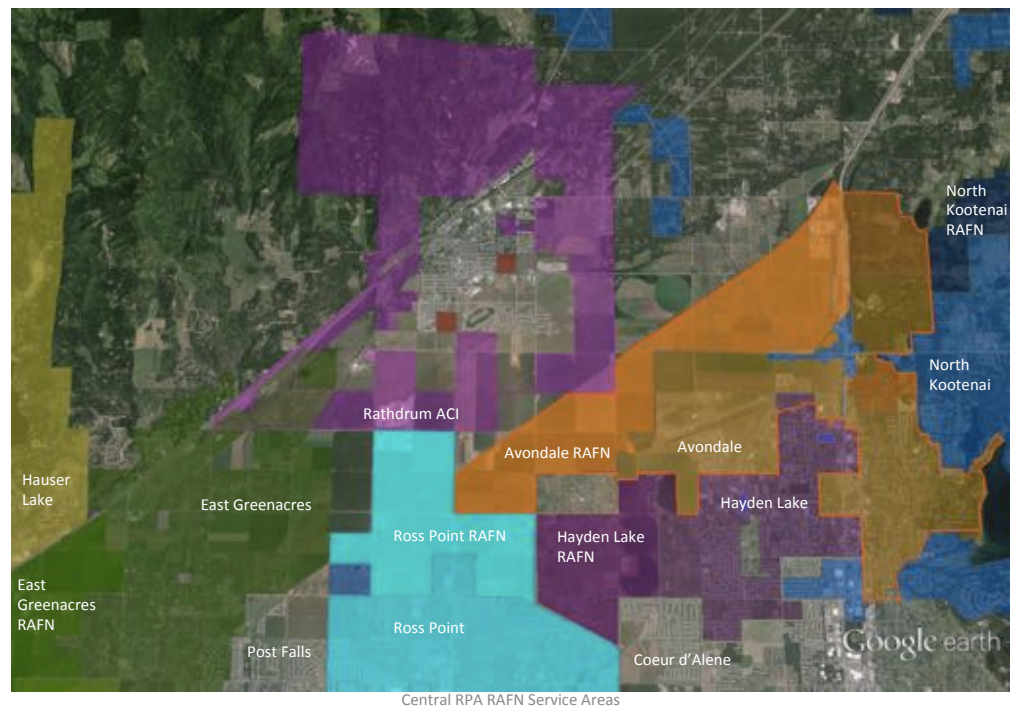 North
Kootenai
RAFN
North
Kootenai
Rathdrum ACI
Avondale RAFN
Avondale
Hauser
Lake
East Greenacres
Hayden Lake
Ross Point RAFN
Hayden Lake
RAFN
East
Greenacres
RAFN
Ross Point
Post Falls
Coeur d’Alene
Google earth
Central RPA RAFN Service Areas